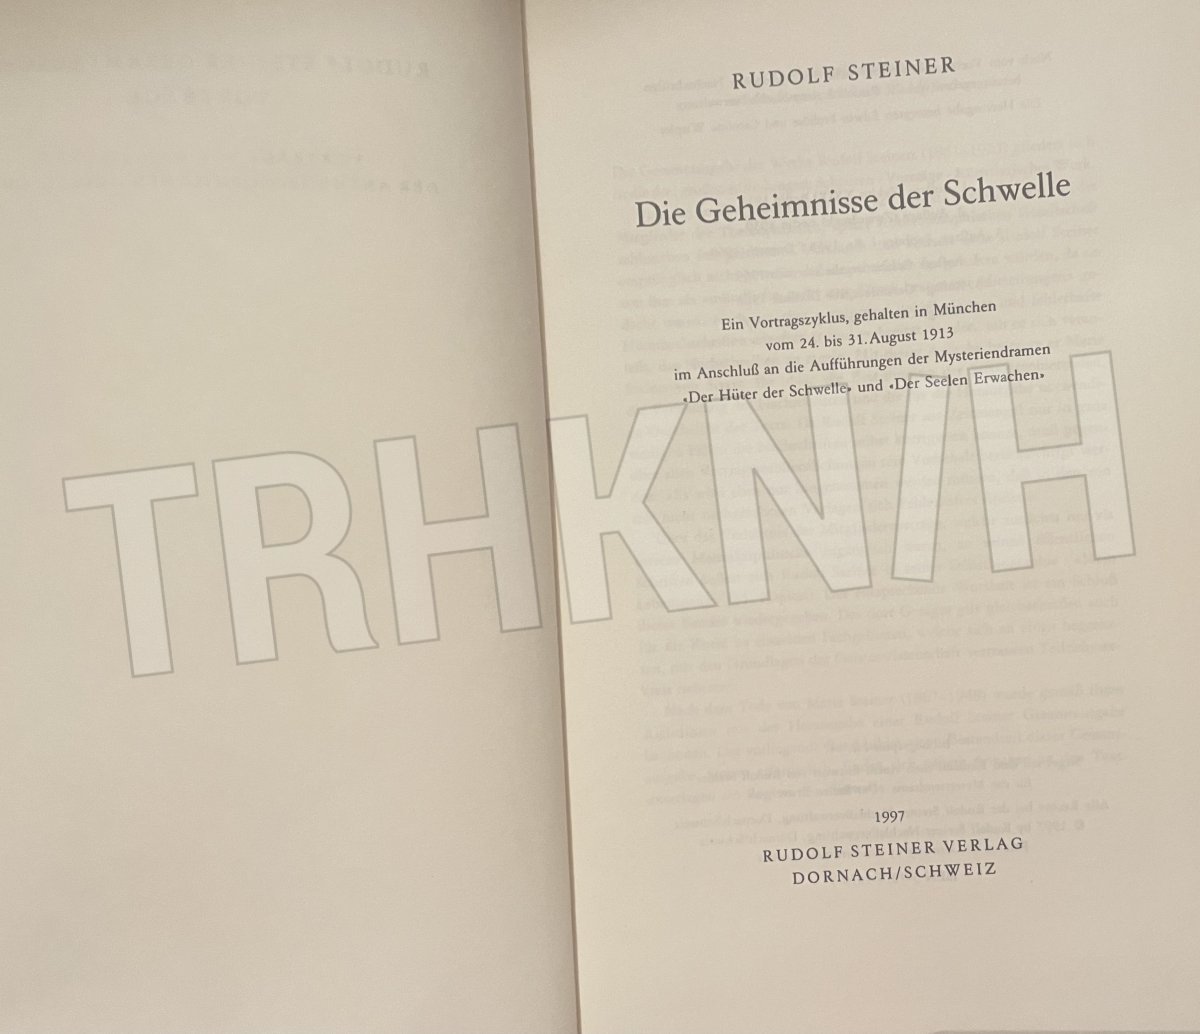 RUDOLF STEINER
Die Geheimnisse der Schwelle
Ein Vortragszyklus, gehalten in München
vom 24. bis 31. August 1913
im Anschluß an die Aufführungen der Mysteriendramen
«Der Hüter der Schwelle» und «Der Seelen Erwachen»
TRHKN/H
1997
RUDOLF STEINER VERLAG
DORNACH/SCHWEIZ